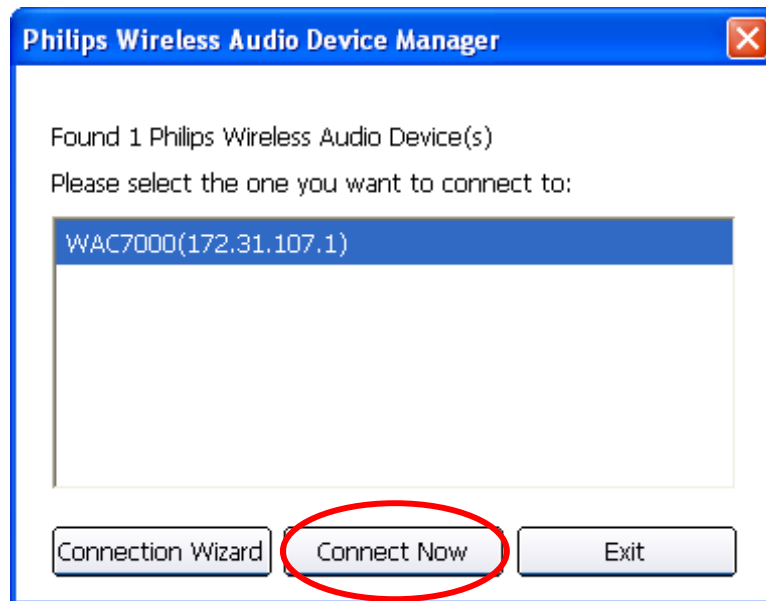 Philips Wireless Audio Device Manager
Found 1 Philips Wireless Audio Device(s)
Please select the one you want to connect to:
WAC7000(172.31.107.1)
Connection Wizard Connect Now Exit